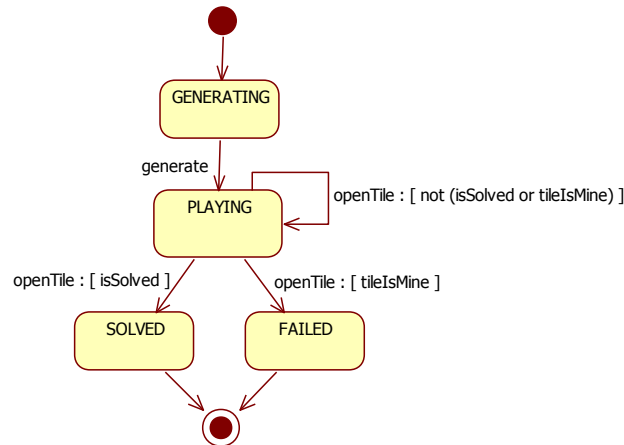 GENERATING
generate
PLAYING
openTile : [ not (isSolved or tileIsMine) ]
openTile : [ isSolved ]
openTile : [ tileIsMine ]
SOLVED
FAILED